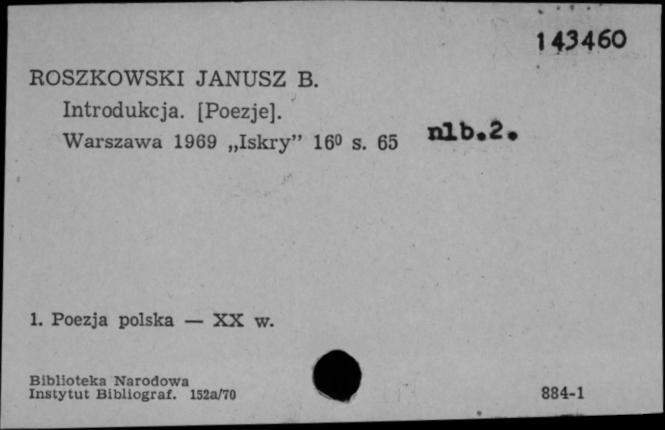 143460
ROSZKOWSKI JANUSZ B.
Introdukcja. [Poezje].
Warszawa 1969 „Iskry” 16⁰ s. 65 nlb.2.
1. Poezja polska — XX w.
Biblioteka Narodowa
Instytut Bibliograf. 152a/70
884-1